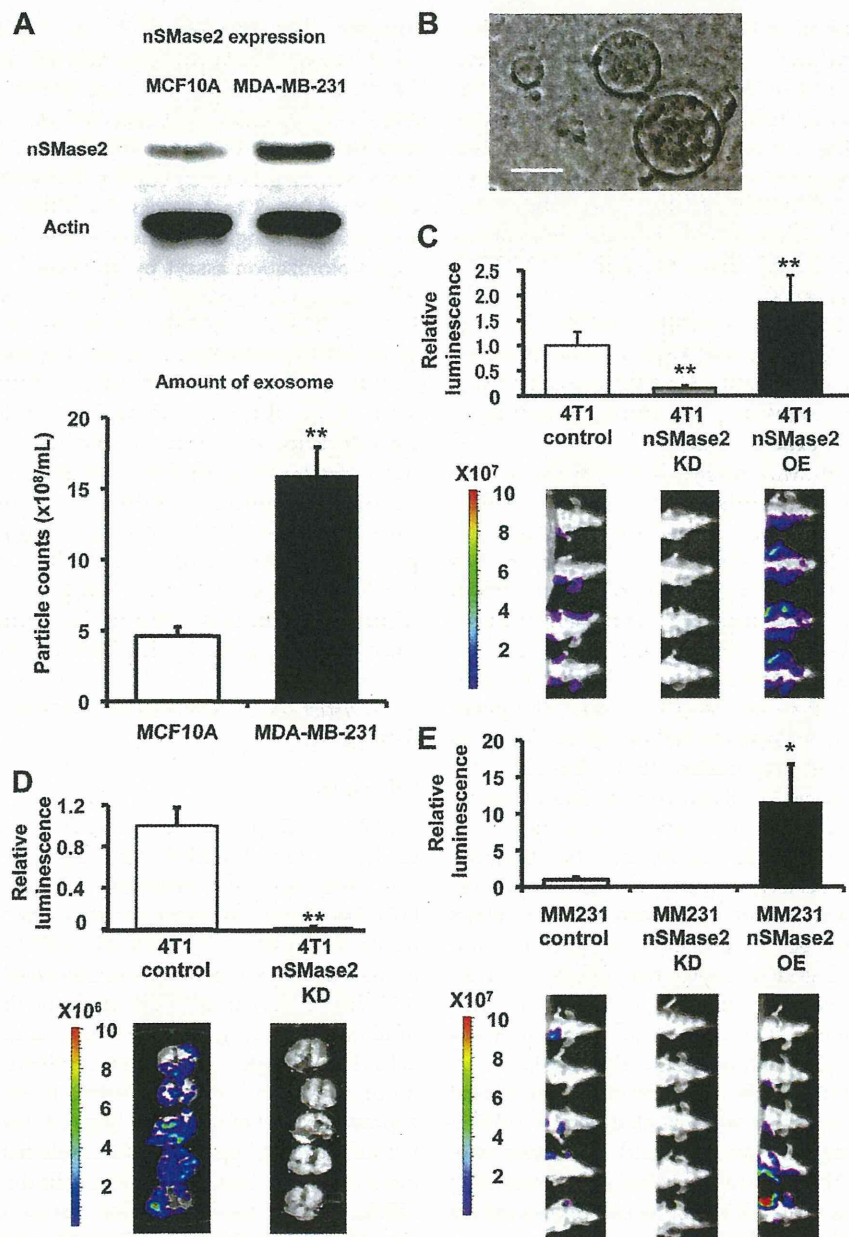 A
nSMase2 expression
MCF10A MDA-MB-231
nSMase2
Actin
Amount of exosome
Particle counts (x10⁸/mL)
20
15
10
5
0
**
MCF10A MDA-MB-231
B
C
Relative
luminescence
2.5
2.0
1.5
1.0
0.5
0
**
**
4T1
control
4T1
nSMase2
KD
4T1
nSMase2
OE
X10⁷
10
8
6
4
2
D
Relative
luminescence
1.2
0.8
0.4
0
**
4T1
control
4T1
nSMase2
KD
X10⁶
10
8
6
4
2
E
Relative
luminescence
20
15
10
5
0
*
MM231
control
MM231
nSMase2
KD
MM231
nSMase2
OE
X10⁷
10
8
6
4
2